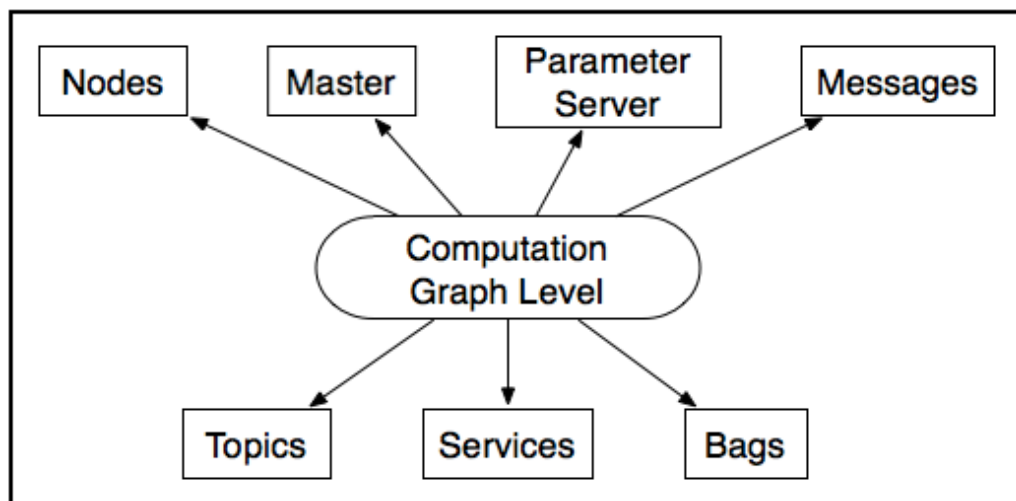 Nodes
Master
Parameter
Server
Messages
Computation
Graph Level
Topics
Services
Bags